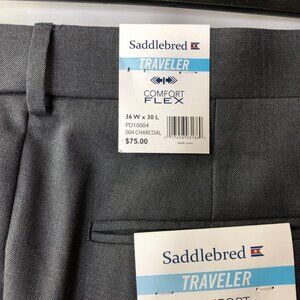 Saddlebred
TRAVELER
COMFORT
FLEX
36 W x 30 L
PD10004
004 CHARCOAL
$75.00
Saddlebred
TRAVELER